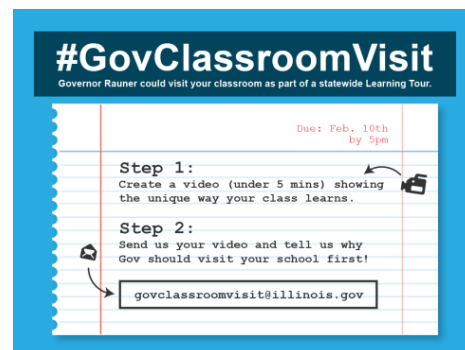 #GovClassroomVisit
Governor Rauner could visit your classroom as part of a statewide Learning Tour.
Due: Feb. 10th
by 5pm
Step 1:
Create a video (under 5 mins) showing
the unique way your class learns.
Step 2:
Send us your video and tell us why
Gov should visit your school first!
govclassroomvisit@illinois.gov